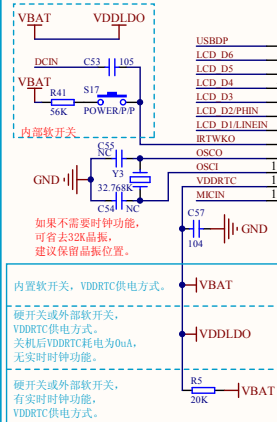 VBAT
VDDLDO
DCIN
C53
105
VBAT
R41
56K
S17
POWER/P/P
内部软开关
USBDP
LCD_D6
LCD_D5
LCD_D4
LCD_D3
LCD_D2/PHIN
LCD_D1/LINEIN
IRTWKO
OSCO
OSCI
VDDRTC
MICIN
1
1
C55
NC
GND
Y3
32.768K
C54
NC
如果不需要时钟功能，
可省去32K晶振，
建议保留晶振位置。
C57
104
GND
内置软开关，VDDRTC供电方式。
VBAT
硬开关或外部软开关，
VDDRTC供电方式。
关机后VDDRTC耗电为0uA，
无实时时钟功能。
VDDLDO
硬开关或外部软开关，
有实时时钟功能，
VDDRTC供电方式。
R5
20K
VBAT